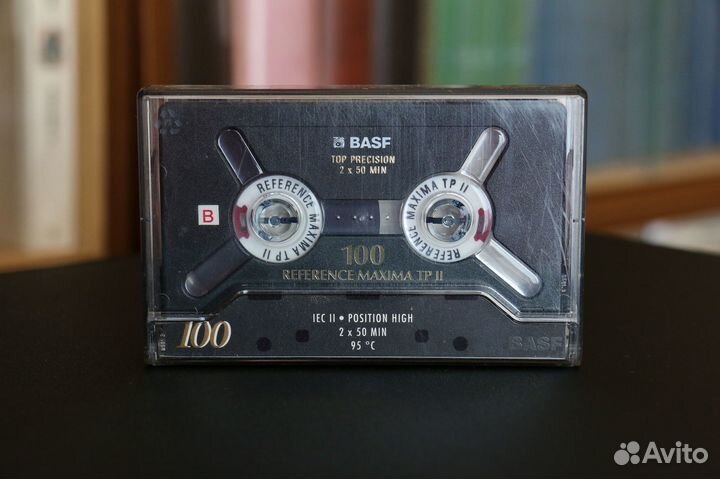 BASF
TOP PRECISION
2 x 50 MIN
B
REFERENCE MAXIMA TP II
REFERENCE MAXIMA TP II
100
REFERENCE MAXIMA TP II
100
IEC II • POSITION HIGH
2 x 50 MIN
95 °C
BASF
Avito